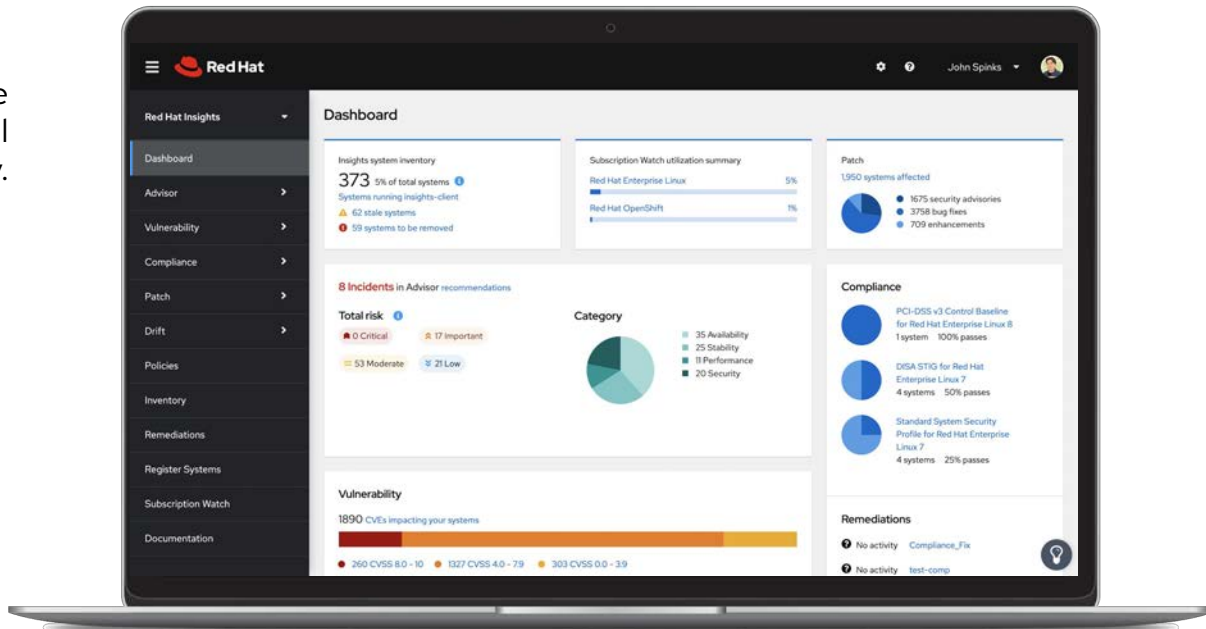 Red Hat
John Spinks
Red Hat Insights
Dashboard
Advisor
Vulnerability
Compliance
Patch
Drift
Policies
Inventory
Remediations
Register Systems
Subscription Watch
Documentation
Dashboard
Insights system inventory
373 5% of total systems
Systems running insights-client
62 stale systems
59 systems to be removed
Subscription Watch utilization summary
Red Hat Enterprise Linux 5%
Red Hat OpenShift 1%
Patch
1,950 systems affected
1675 security advisories
3758 bug fixes
709 enhancements
8 Incidents in Advisor recommendations
Total risk
0 Critical 17 Important
53 Moderate 21 Low
Category
35 Availability
25 Stability
11 Performance
20 Security
Compliance
PCI-DSS v3 Control Baseline
for Red Hat Enterprise Linux 8
1 system 100% passes
DISA STIG for Red Hat
Enterprise Linux 7
4 systems 50% passes
Standard System Security
Profile for Red Hat Enterprise
Linux 7
4 systems 25% passes
Vulnerability
1890 CVEs impacting your systems
260 CVSS 8.0 - 10 1327 CVSS 4.0 - 7.9 303 CVSS 0.0 - 3.9
Remediations
No activity Compliance_Fix
No activity test-comp